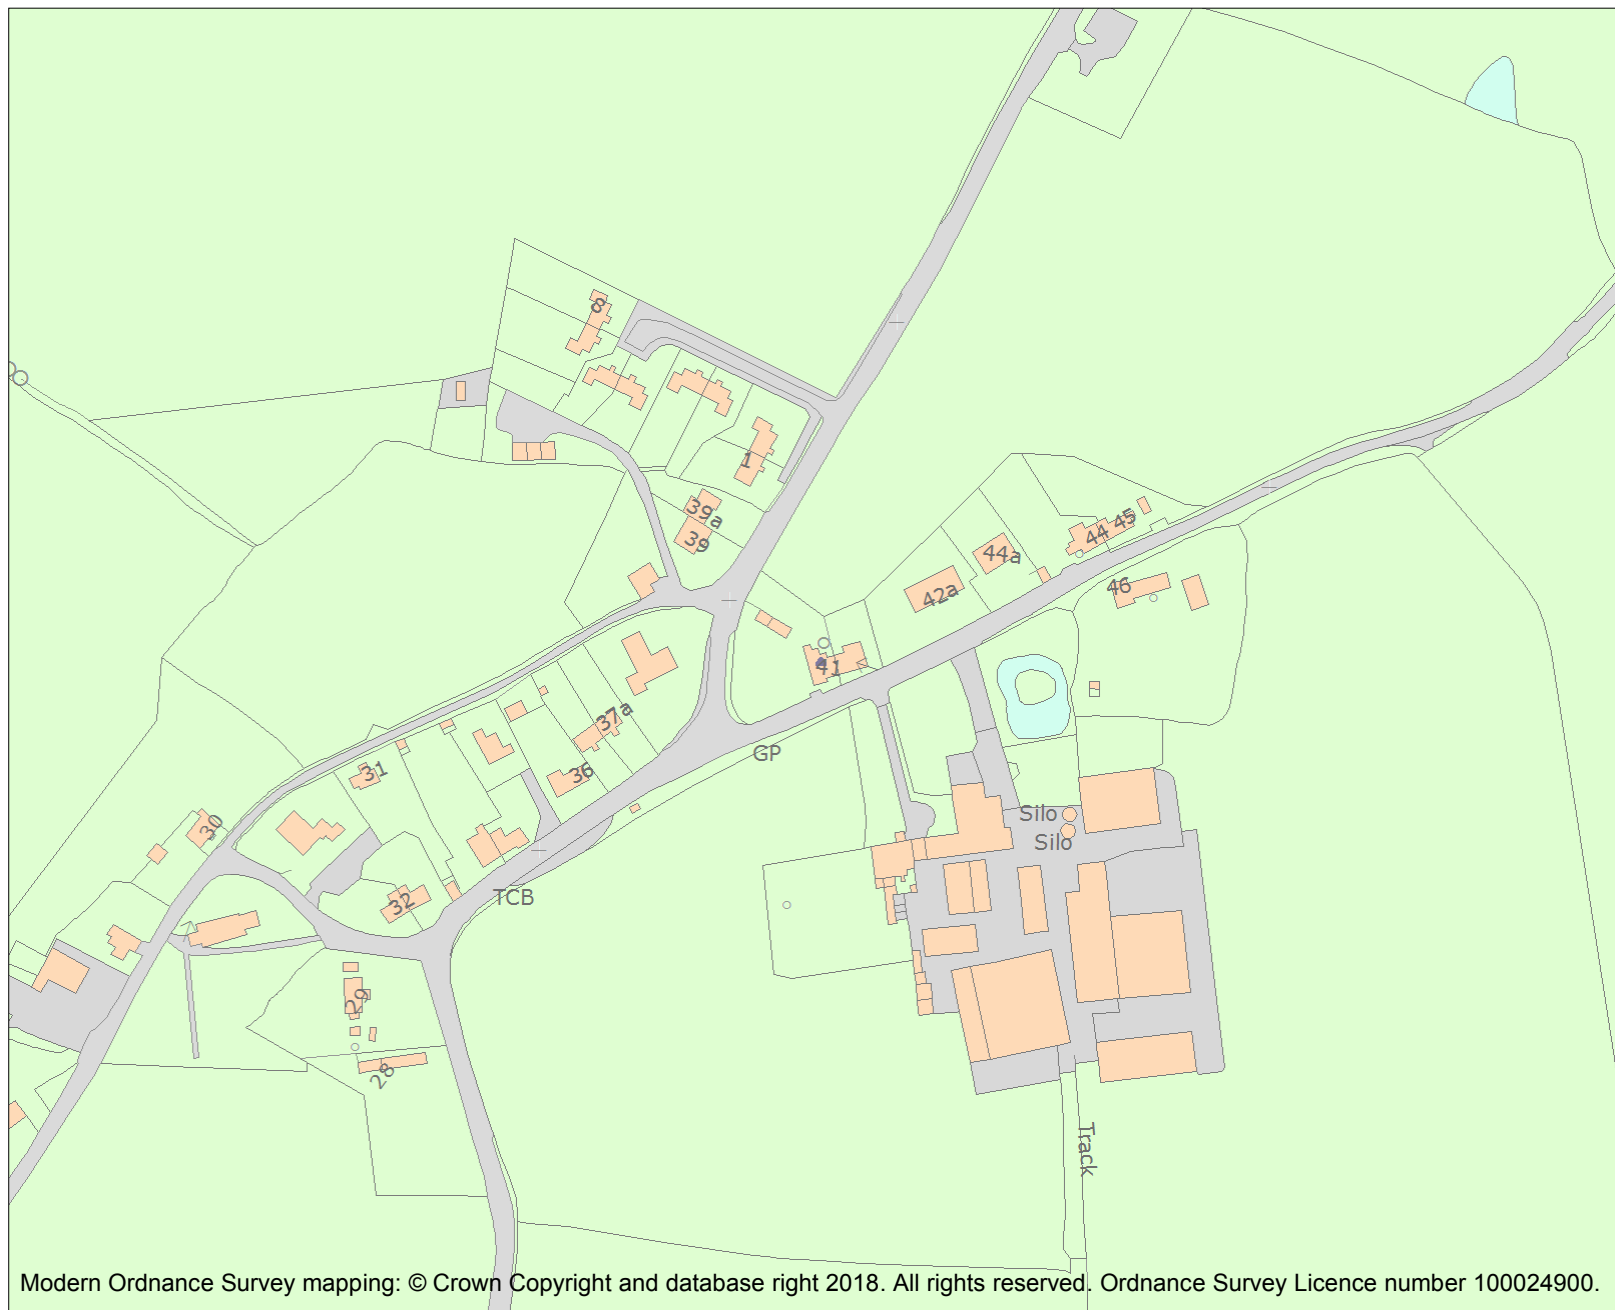 8
1
39a
39
44 45
44a
46
42a
41
37a
GP
31
36
30
Silo
Silo
TCB
32
29
28
Track
Modern Ordnance Survey mapping: © Crown Copyright and database right 2018. All rights reserved. Ordnance Survey Licence number 100024900.